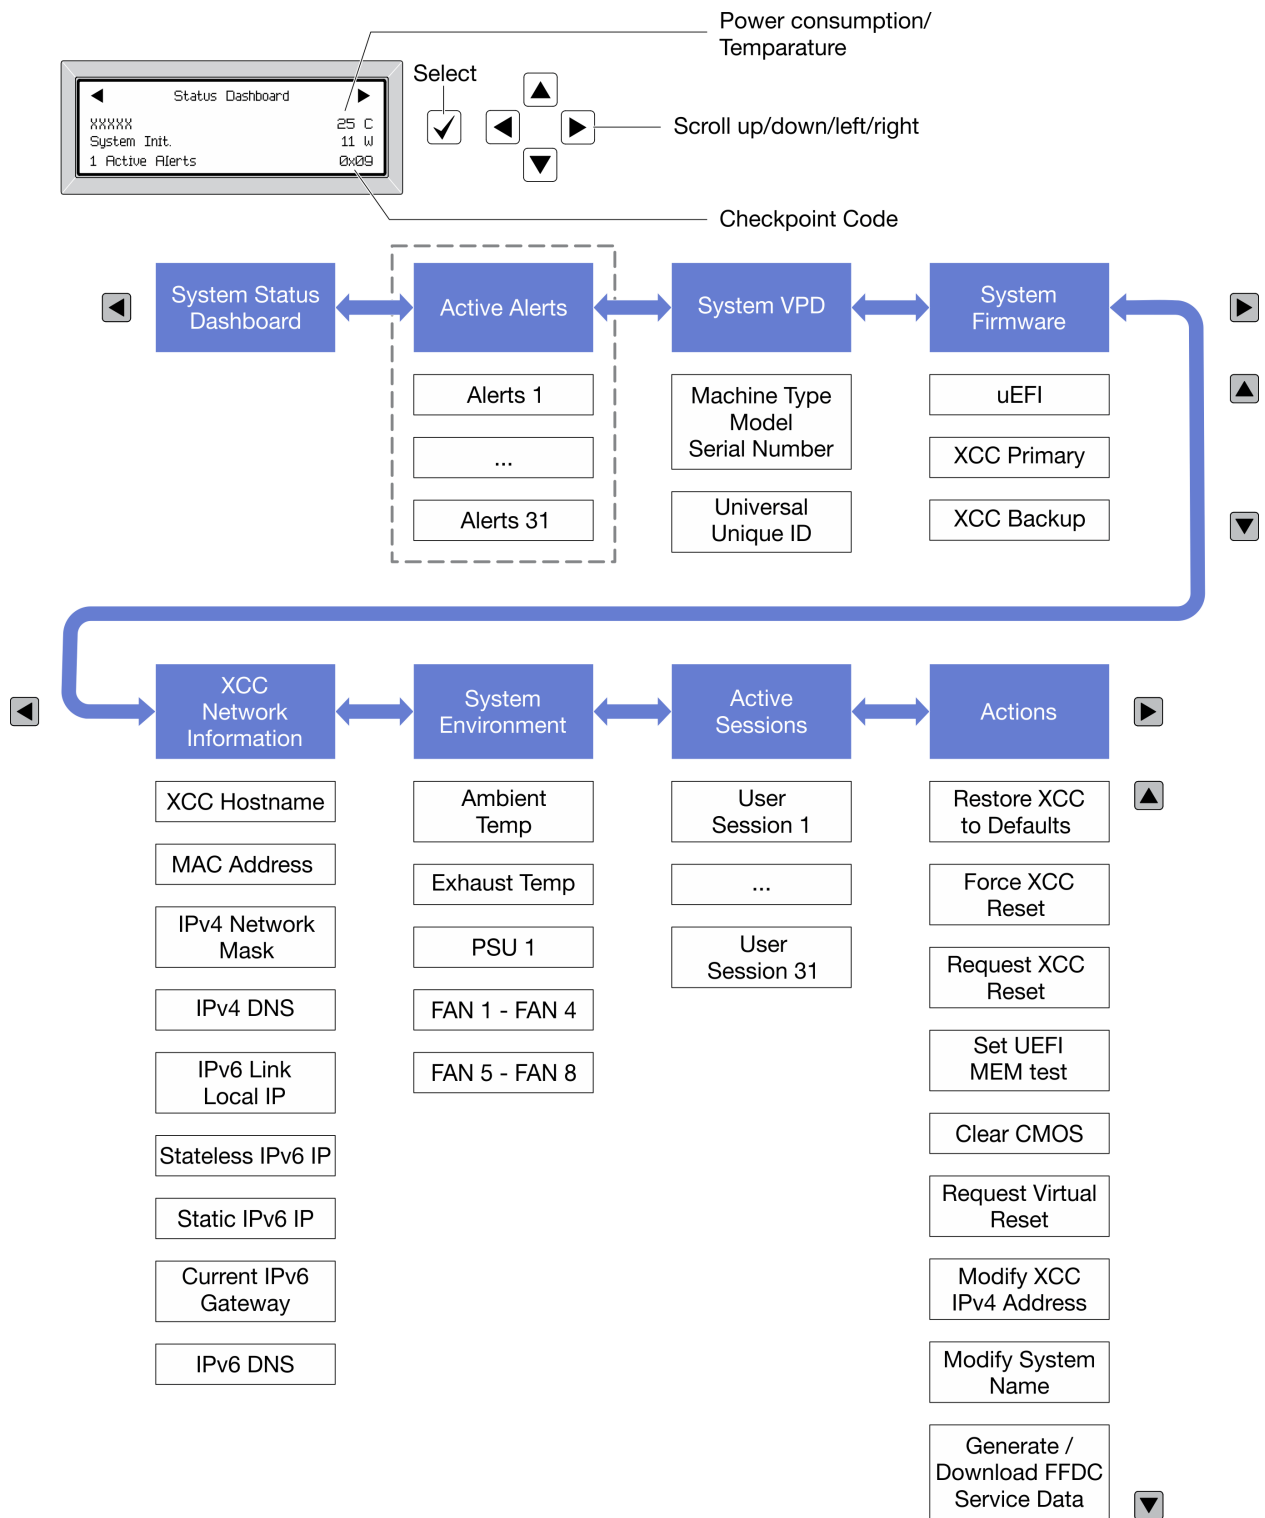 Power consumption/
Temparature
Select
Status Dashboard
XXXXX 25 C
System Init. 11 W
1 Active Alerts 0x09
Scroll up/down/left/right
Checkpoint Code
System Status
Dashboard
Active Alerts
System VPD
System
Firmware
Alerts 1
...
Alerts 31
Machine Type
Model
Serial Number
Universal
Unique ID
uEFI
XCC Primary
XCC Backup
XCC
Network
Information
System
Environment
Active
Sessions
Actions
XCC Hostname
MAC Address
IPv4 Network
Mask
IPv4 DNS
IPv6 Link
Local IP
Stateless IPv6 IP
Static IPv6 IP
Current IPv6
Gateway
IPv6 DNS
Ambient
Temp
Exhaust Temp
PSU 1
FAN 1 - FAN 4
FAN 5 - FAN 8
User
Session 1
...
User
Session 31
Restore XCC
to Defaults
Force XCC
Reset
Request XCC
Reset
Set UEFI
MEM test
Clear CMOS
Request Virtual
Reset
Modify XCC
IPv4 Address
Modify System
Name
Generate /
Download FFDC
Service Data